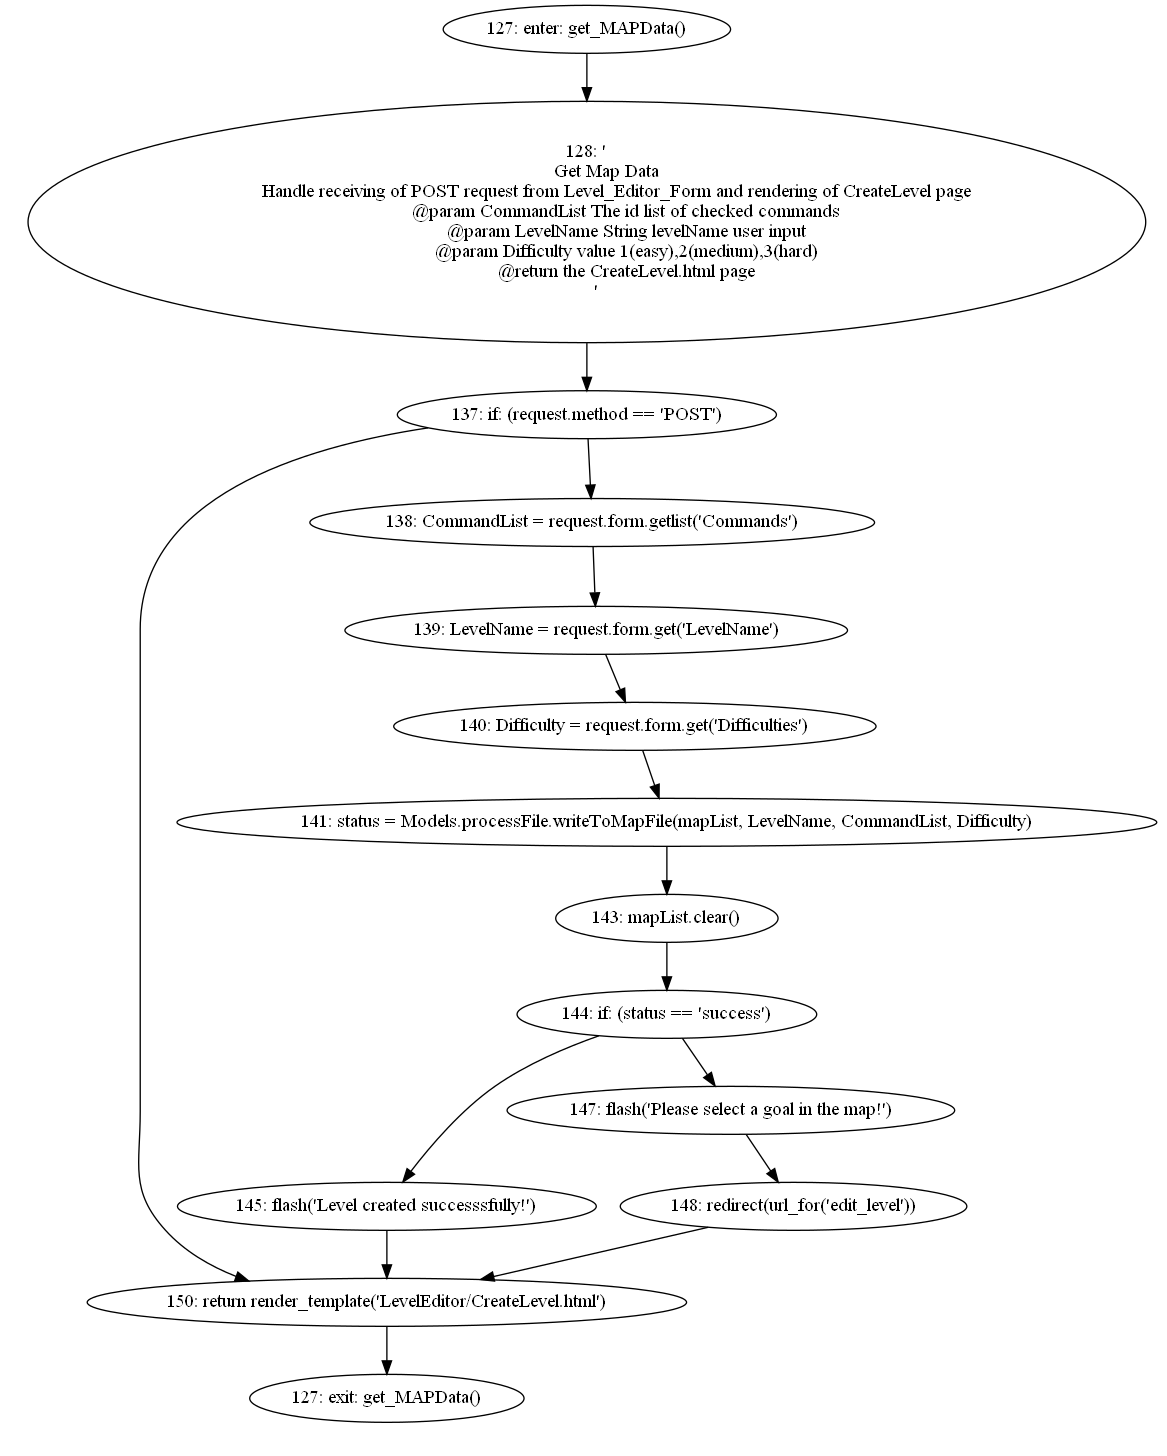 127: enter: get_MAPData()
128: '
Get Map Data
Handle receiving of POST request from Level_Editor_Form and rendering of CreateLevel page
@param CommandList The id list of checked commands
@param LevelName String levelName user input
@param Difficulty value 1(easy),2(medium),3(hard)
@return the CreateLevel.html page
'
137: if: (request.method == 'POST')
138: CommandList = request.form.getlist('Commands')
139: LevelName = request.form.get('LevelName')
140: Difficulty = request.form.get('Difficulties')
141: status = Models.processFile.writeToMapFile(mapList, LevelName, CommandList, Difficulty)
143: mapList.clear()
144: if: (status == 'success')
147: flash('Please select a goal in the map!')
145: flash('Level created successsfully!')
148: redirect(url_for('edit_level'))
150: return render_template('LevelEditor/CreateLevel.html')
127: exit: get_MAPData()